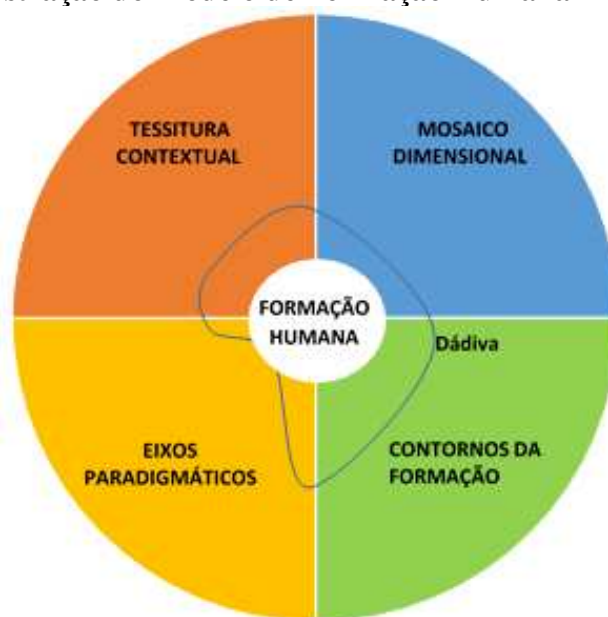 TESSITURA
CONTEXTUAL
MOSAICO
DIMENSIONAL
FORMAÇÃO
HUMANA
Dádiva
EIXOS
PARADIGMÁTICOS
CONTORNOS DA
FORMAÇÃO